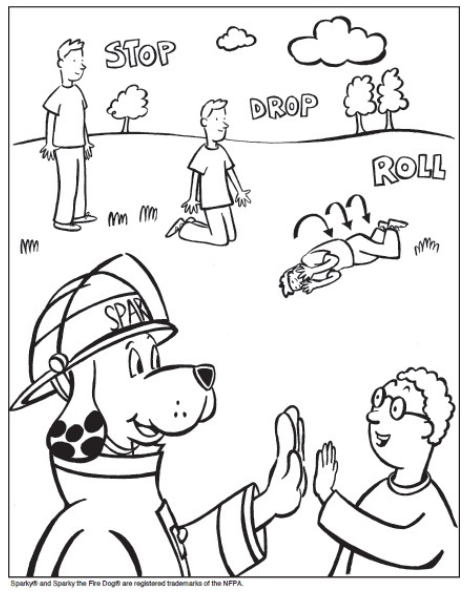 STOP
DROP
ROLL
SPAR
Sparky® and Sparky the Fire Dog® are registered trademarks of the NFPA.